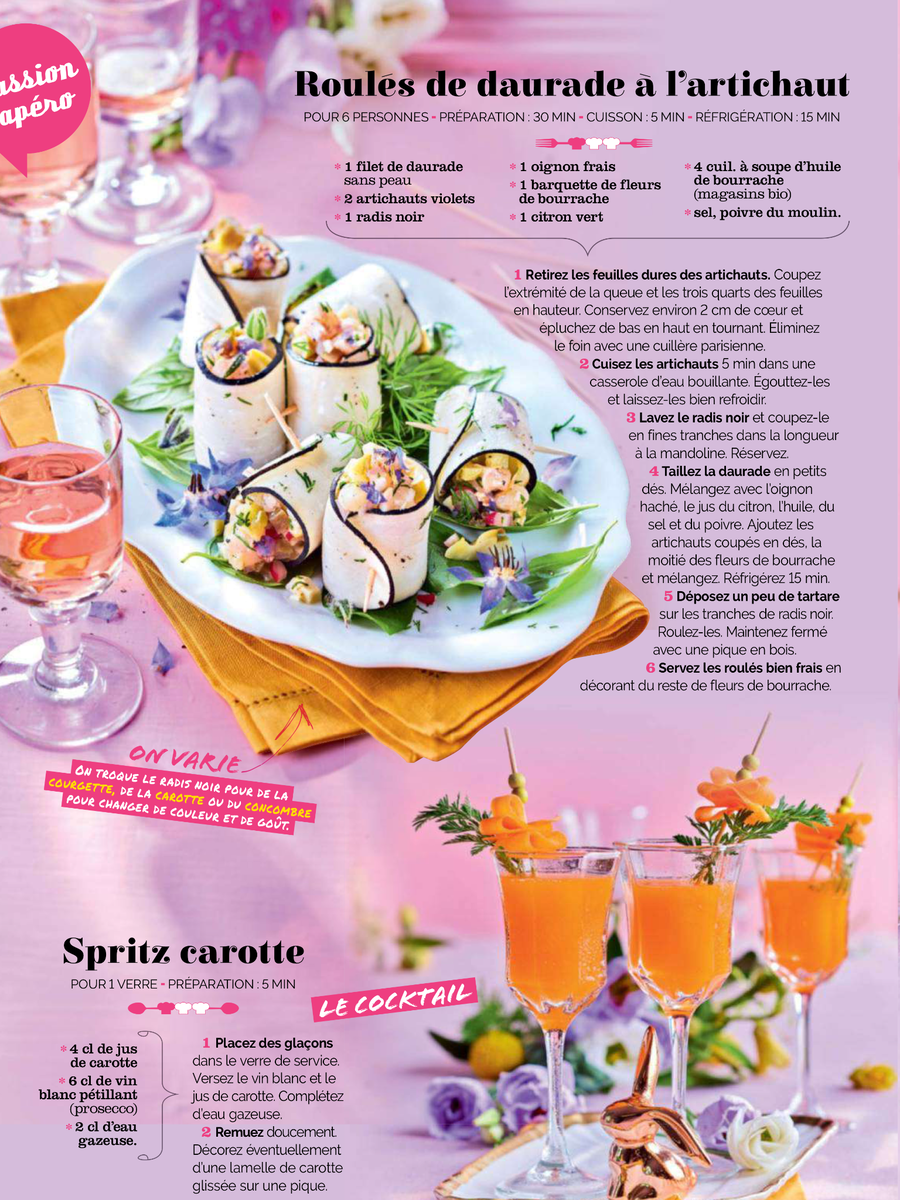 apéro
Roulés de daurade à l'artichaut
POUR 6 PERSONNES - PRÉPARATION : 30 MIN - CUISSON : 5 MIN - RÉFRIGÉRATION : 15 MIN
* 1 filet de daurade
sans peau
* 2 artichauts violets
* 1 radis noir
* 1 oignon frais
* 1 barquette de fleurs
de bourrache
* 1 citron vert
* 4 cuil. à soupe d'huile
de bourrache
(magasins bio)
* sel, poivre du moulin.
1 Retirez les feuilles dures des artichauts. Coupez
l'extrémité de la queue et les trois quarts des feuilles
en hauteur. Conservez environ 2 cm de cœur et
épluchez de bas en haut en tournant. Éliminez
le foin avec une cuillère parisienne.
2 Cuisez les artichauts 5 min dans une
casserole d'eau bouillante. Égouttez-les
et laissez-les bien refroidir.
3 Lavez le radis noir et coupez-le
en fines tranches dans la longueur
à la mandoline. Réservez.
4 Taillez la daurade en petits
dés. Mélangez avec l'oignon
haché, le jus du citron, l'huile, du
sel et du poivre. Ajoutez les
artichauts coupés en dés, la
moitié des fleurs de bourrache
et mélangez. Réfrigérez 15 min.
5 Déposez un peu de tartare
sur les tranches de radis noir.
Roulez-les. Maintenez fermé
avec une pique en bois.
6 Servez les roulés bien frais en
décorant du reste de fleurs de bourrache.
ON VARIE
ON TROQUE LE RADIS NOIR POUR DE LA
COURGETTE, DE LA CAROTTE OU DU CONCOMBRE
POUR CHANGER DE COULEUR ET DE GOÛT.
Spritz carotte
POUR 1 VERRE - PRÉPARATION : 5 MIN
LE COCKTAIL
* 4 cl de jus
de carotte
* 6 cl de vin
blanc pétillant
(prosecco)
* 2 cl d'eau
gazeuse.
1 Placez des glaçons
dans le verre de service.
Versez le vin blanc et le
jus de carotte. Complétez
d'eau gazeuse.
2 Remuez doucement.
Décorez éventuellement
d'une lamelle de carotte
glissée sur une pique.